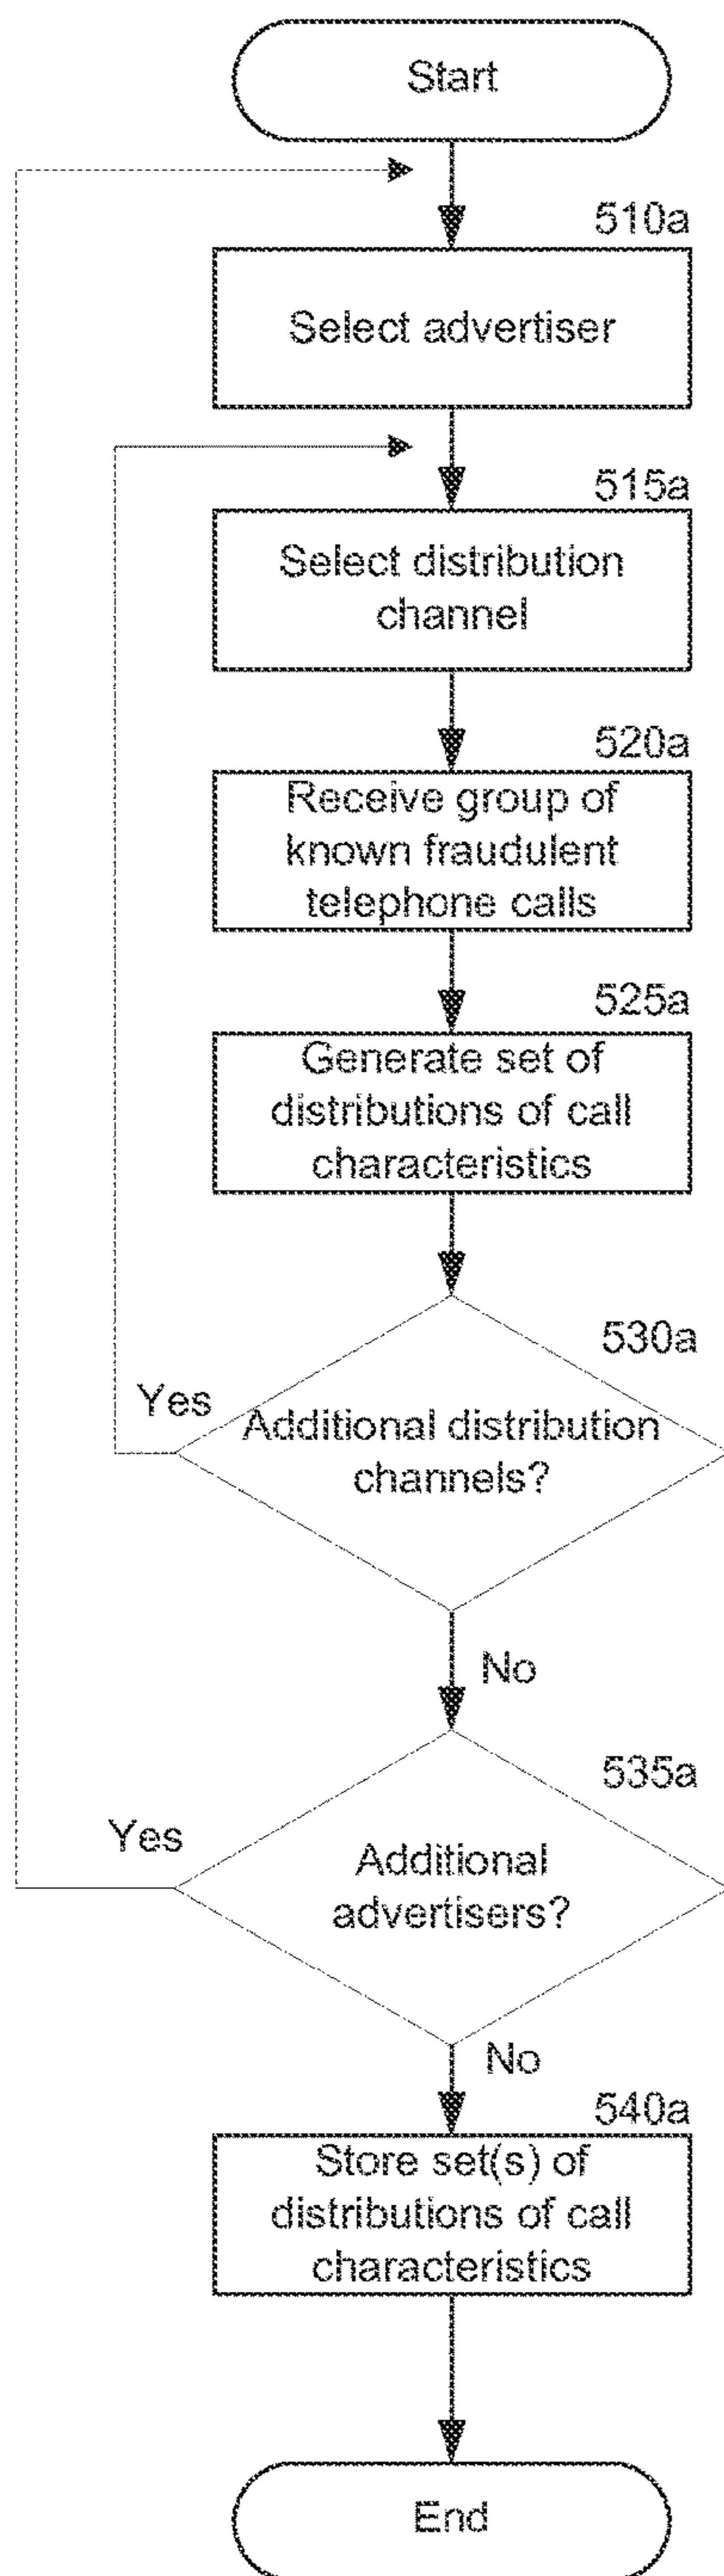 Start
510a
Select advertiser
515a
Select distribution
channel
520a
Receive group of
known fraudulent
telephone calls
525a
Generate set of
distributions of call
characteristics
530a
Yes
Additional distribution
channels?
No
535a
Yes
Additional
advertisers?
No
540a
Store set(s) of
distributions of call
characteristics
End